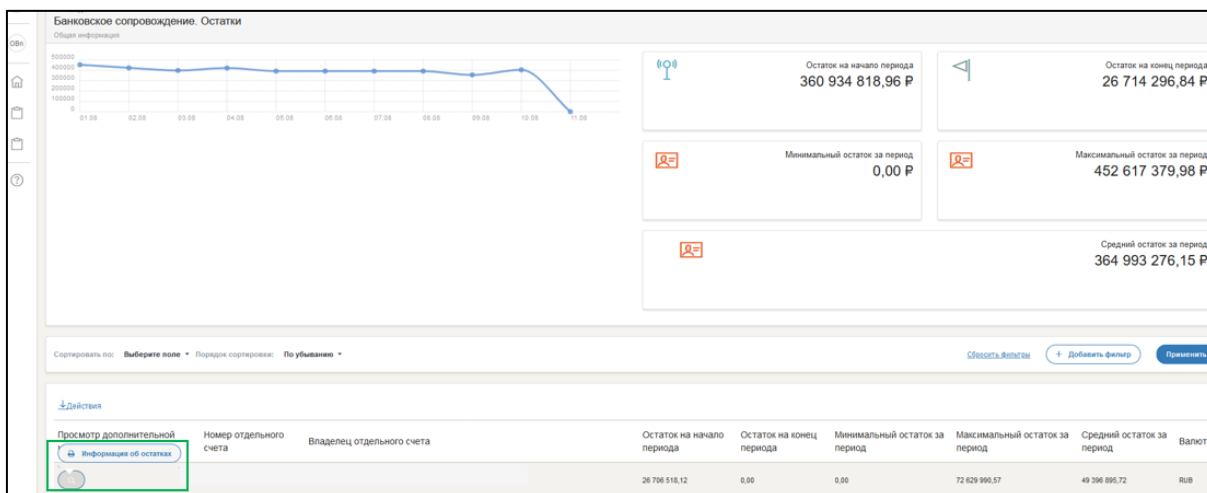 Банковское сопровождение. Остатки
Общая информация
ОВп
500000
400000
300000
200000
100000
0
01.08 02.08 03.08 04.08 05.08 06.08 07.08 08.08 09.08 10.08 11.08
Остаток на начало периода
360 934 818,96 ₽
Остаток на конец периода
26 714 296,84 ₽
Минимальный остаток за период
0,00 ₽
Максимальный остаток за период
452 617 379,98 ₽
Средний остаток за период
364 993 276,15 ₽
Сортировать по: Выберите поле Порядок сортировки: По убыванию Сбросить фильтры + Добавить фильтр Применить
Действия
Просмотр дополнительной
Информация об остатках
Номер отдельного
счета
Владелец отдельного счета
Остаток на начало
периода
Остаток на конец
периода
Минимальный остаток за
период
Максимальный остаток за
период
Средний остаток за
период
Валют
26 706 518,12 0,00 0,00 72 629 990,57 49 396 895,72 RUB